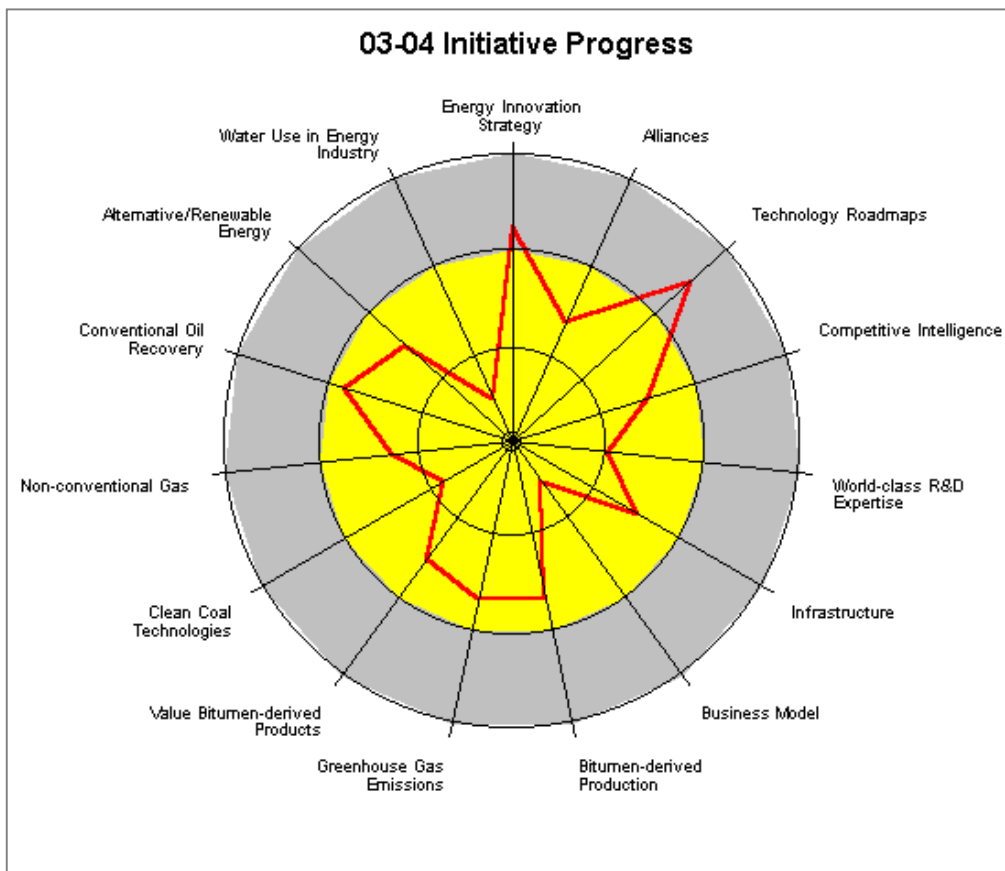 03-04 Initiative Progress
Energy Innovation
Strategy
Alliances
Technology Roadmaps
Competitive Intelligence
World-class R&D
Expertise
Infrastructure
Business Model
Bitumen-derived
Production
Greenhouse Gas
Emissions
Value Bitumen-derived
Products
Clean Coal
Technologies
Non-conventional Gas
Conventional Oil
Recovery
Alternative/Renewable
Energy
Water Use in Energy
Industry